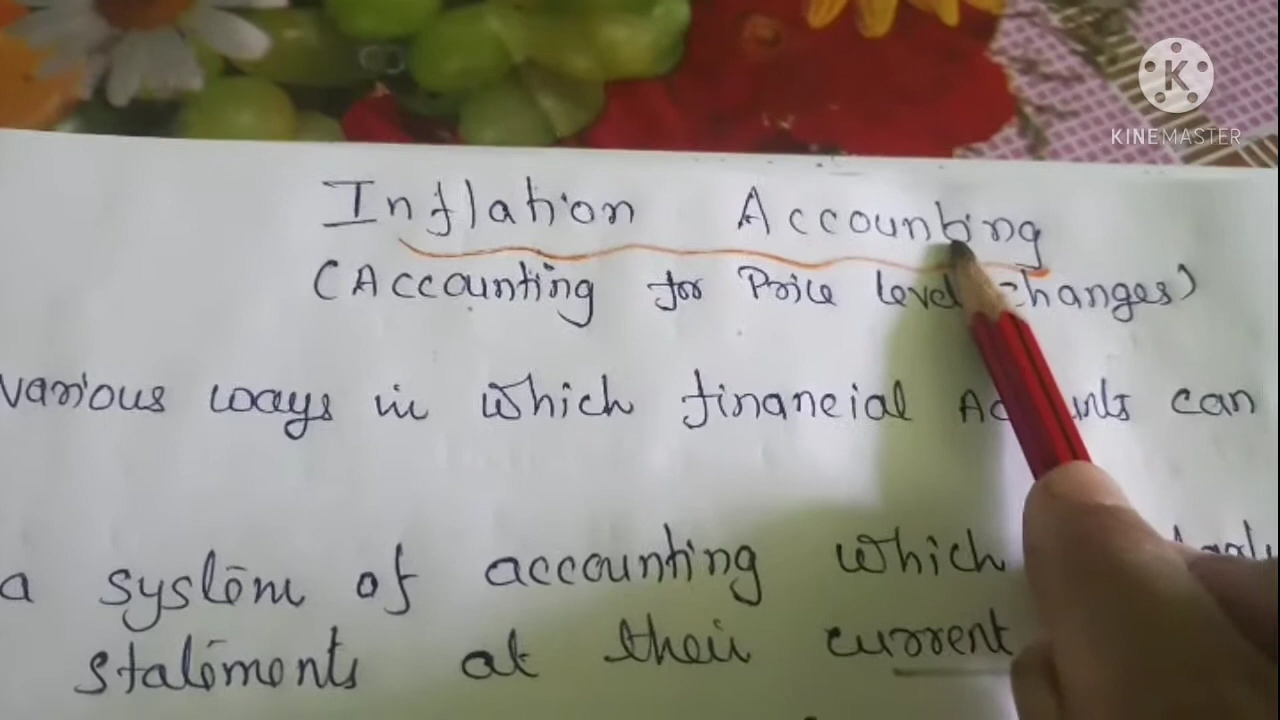 KINEMASTER
Inflation Accounting
(Accounting for Price level changes)
various ways in which financial can
a system of accounting which
statements at their current